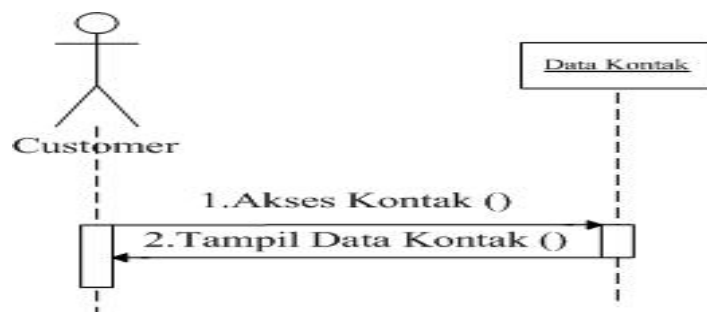 Data Kontak
Customer
1.Akses Kontak ()
2.Tampil Data Kontak ()